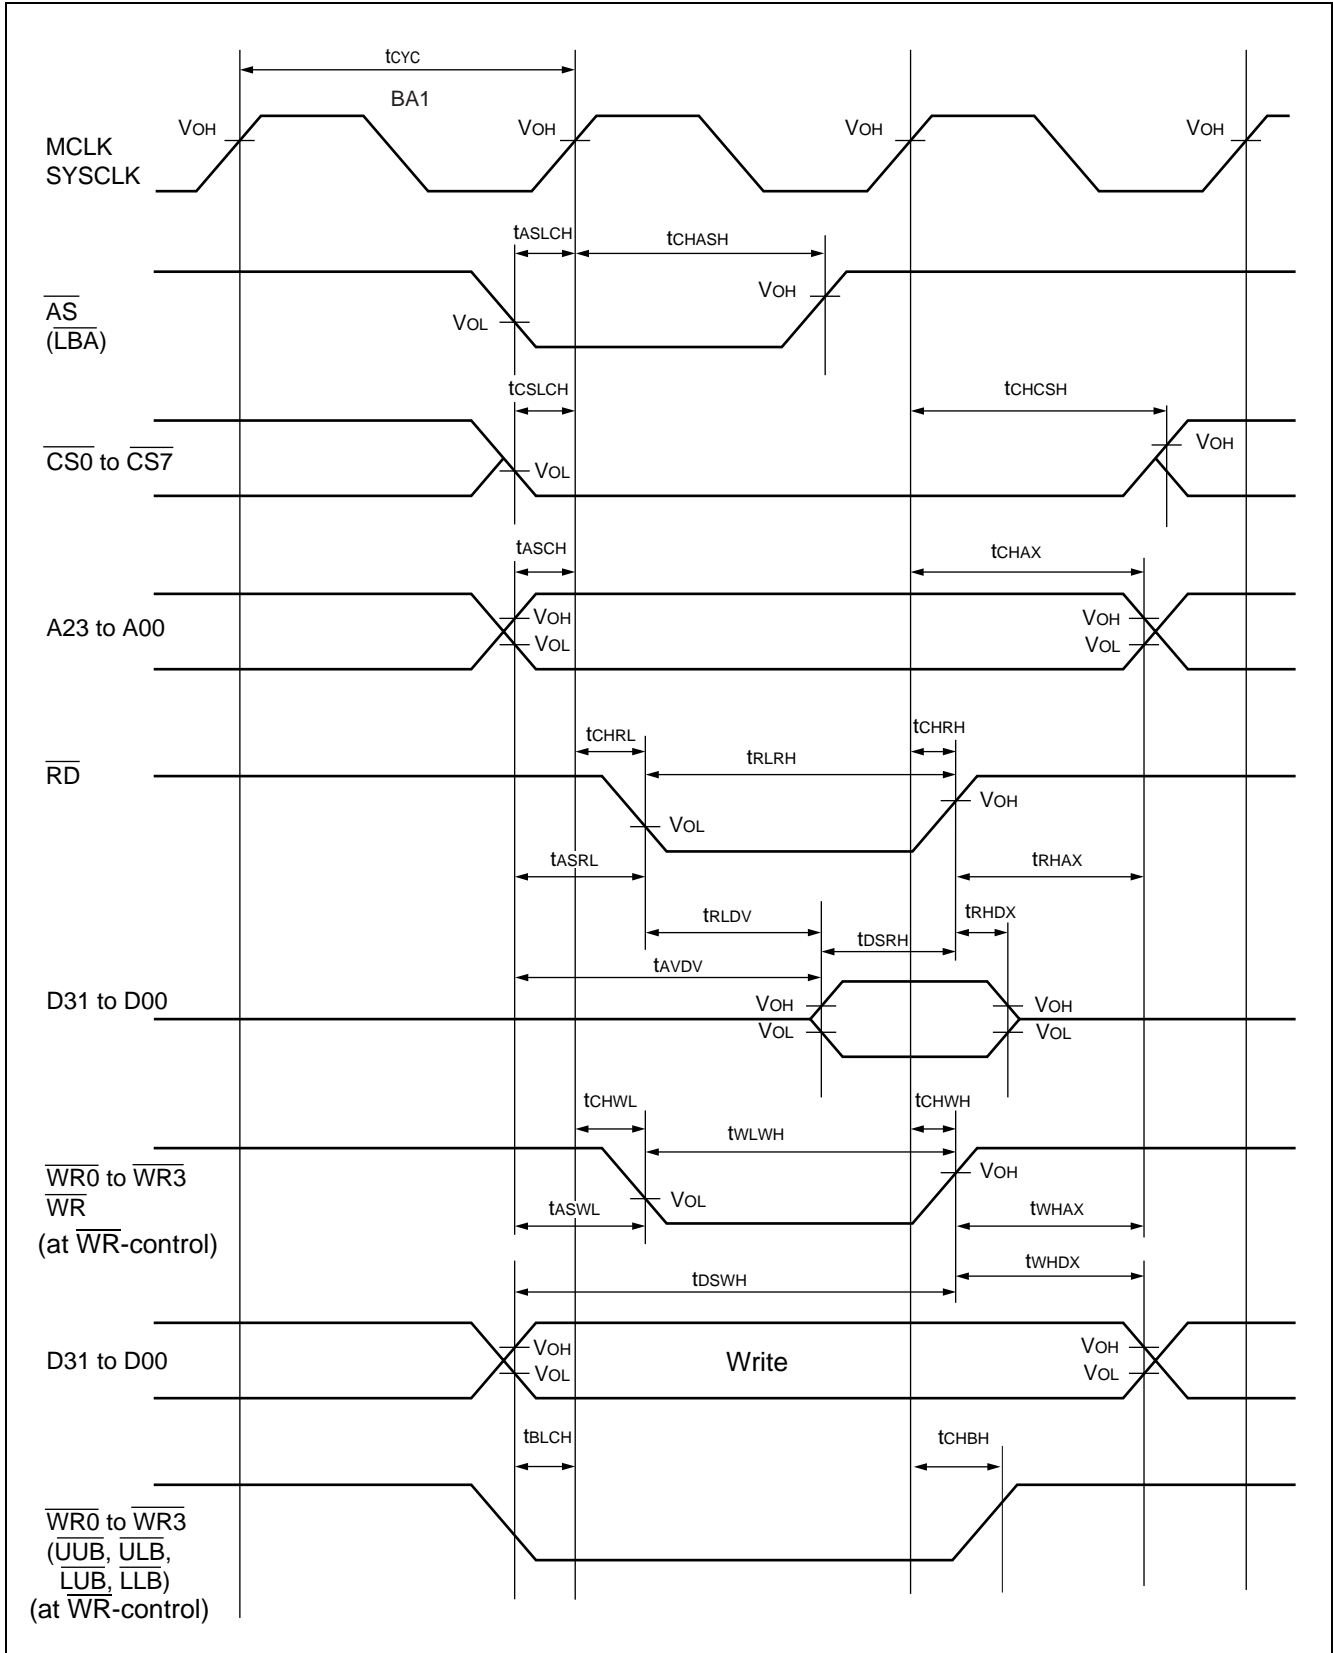 tCYC
BA1
VOH VOH VOH VOH
MCLK
SYSCLK
tASLCH tCHASH
VOH
AS
(LBA)
VOL
tCSLCH tCHCSH
VOH
CS0 to CS7
VOL
tASCH tCHAX
A23 to A00
VOH VOH
VOL VOL
tCHRL tCHRH
tRLRH
RD
VOH
VOL
tASRL tRHAX
tRLDV tRHDX
tDSRH
tAVDV
D31 to D00
VOH VOH
VOL VOL
tCHWL tCHWH
tWLWH
WR0 to WR3
VOH
WR
VOL
tASWL tWHAX
(at WR-control)
tWHDX
tDSWH
D31 to D00
VOH Write VOH
VOL VOL
tBLCH tCHBH
WR0 to WR3
(UUB, ULB,
LUB, LLB)
(at WR-control)